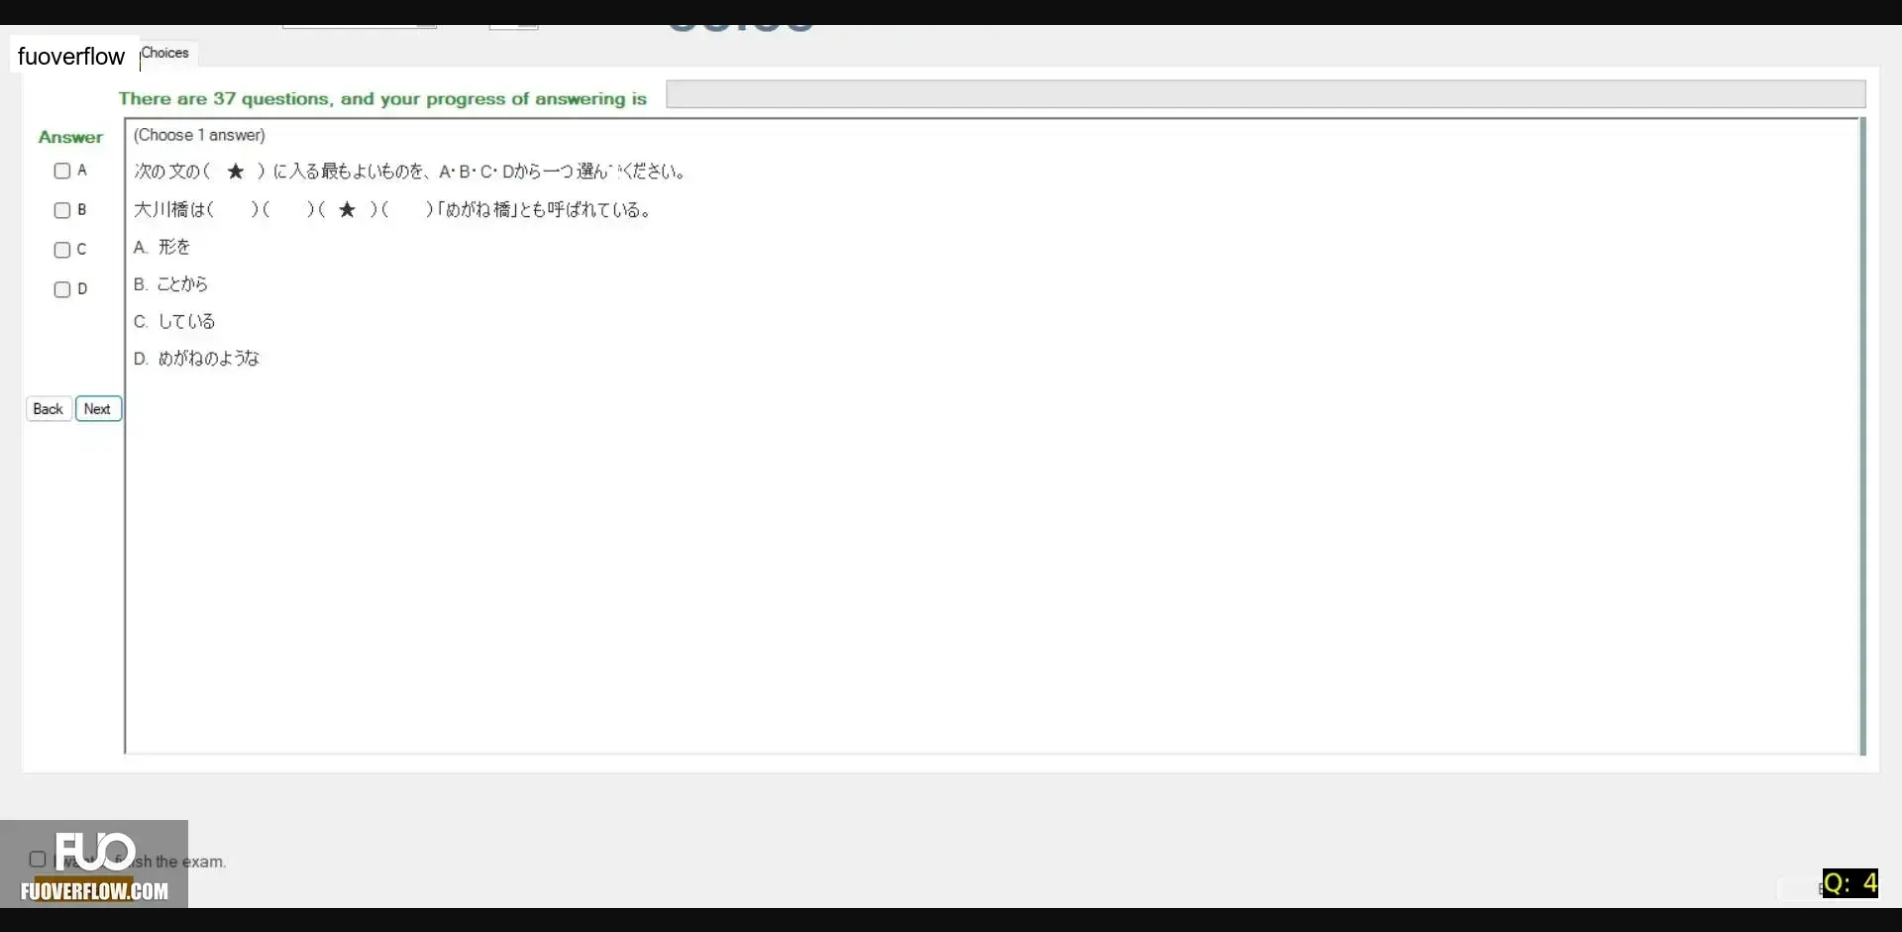 fuoverflow
Choices
There are 37 questions, and your progress of answering is
Answer
(Choose 1 answer)
A
次の文の( ★ )に入る最もよいものを、A・B・C・Dから一つ選んでください。
B
大川橋は( )( )( ★ )( )「めがね橋」とも呼ばれている。
C
A. 形を
D
B. ことから
C. している
D. めがねのような
Back Next
FUO
finish the exam.
FUOVERFLOW.COM
Q: 4